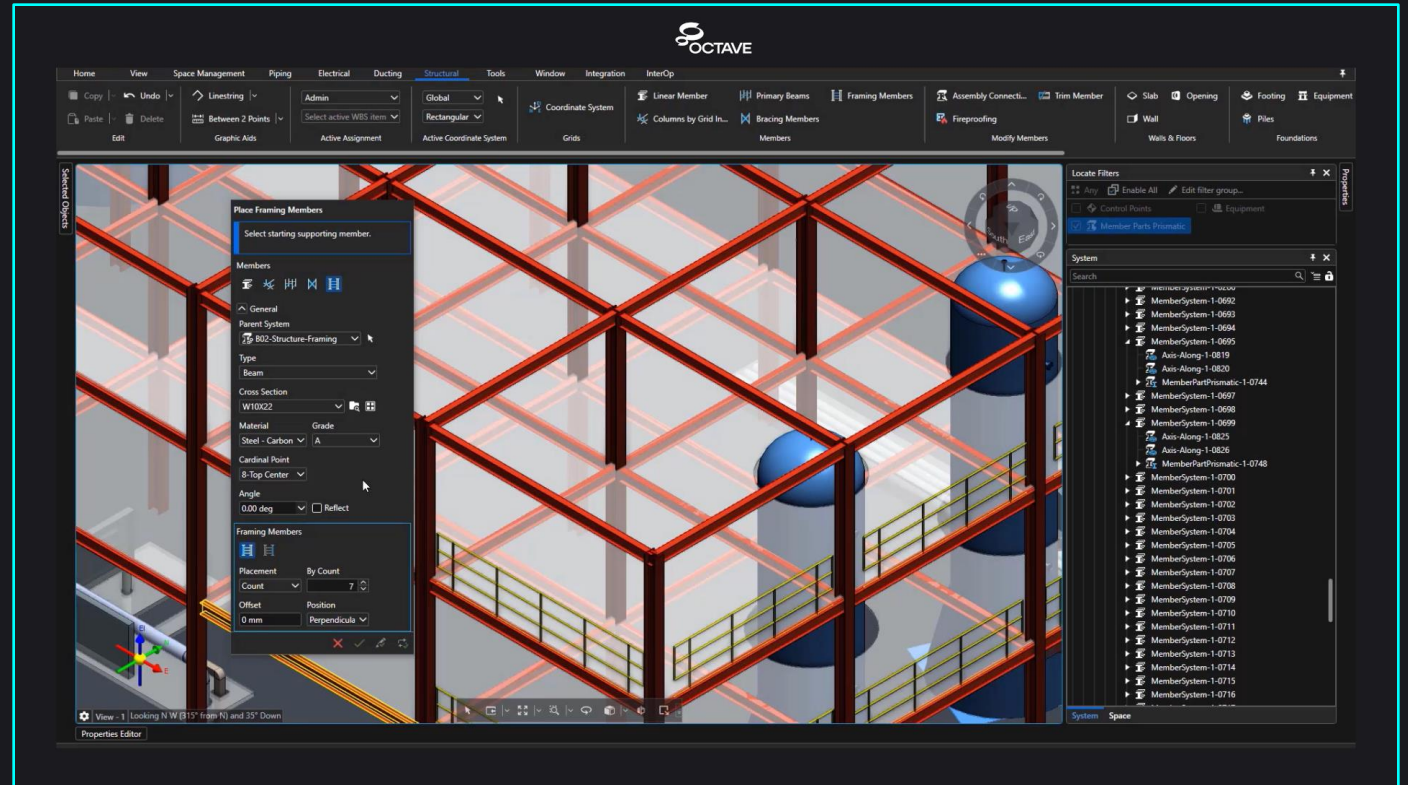 OCTAVE
Home View Space Management Piping Electrical Ducting Structural Tools Window Integration InterOp
Copy Undo Linestring Admin Global Linear Member Primary Beams Framing Members Assembly Connecti... Trim Member Slab Opening Footing Equipment
Coordinate System
Paste Delete Between 2 Points Select active WBS item Rectangular Columns by Grid In... Bracing Members Fireproofing Wall Piles
Edit Graphic Aids Active Assignment Active Coordinate System Grids Members Modify Members Walls & Floors Foundations
Selected Objects
Place Framing Members
Select starting supporting member.
Members
General
Parent System
B02-Structure-Framing
Type
Beam
Cross Section
W10X22
Material Grade
Steel - Carbon A
Cardinal Point
8-Top Center
Angle
0.00 deg Reflect
Framing Members
Placement By Count
Count 7
Offset Position
0 mm Perpendicula
South East
View - 1 Looking N W (315° from N) and 35° Down
Properties Editor
Locate Filters
Any Enable All Edit filter group...
Control Points Equipment
Member Parts Prismatic
Properties
System
Search
MemberSystem-1-0692
MemberSystem-1-0693
MemberSystem-1-0694
MemberSystem-1-0695
Axis-Along-1-0819
Axis-Along-1-0820
MemberPartPrismatic-1-0744
MemberSystem-1-0697
MemberSystem-1-0698
MemberSystem-1-0699
Axis-Along-1-0825
Axis-Along-1-0826
MemberPartPrismatic-1-0748
MemberSystem-1-0700
MemberSystem-1-0701
MemberSystem-1-0702
MemberSystem-1-0703
MemberSystem-1-0704
MemberSystem-1-0705
MemberSystem-1-0706
MemberSystem-1-0707
MemberSystem-1-0708
MemberSystem-1-0709
MemberSystem-1-0710
MemberSystem-1-0711
MemberSystem-1-0712
MemberSystem-1-0713
MemberSystem-1-0714
MemberSystem-1-0715
MemberSystem-1-0716
System Space